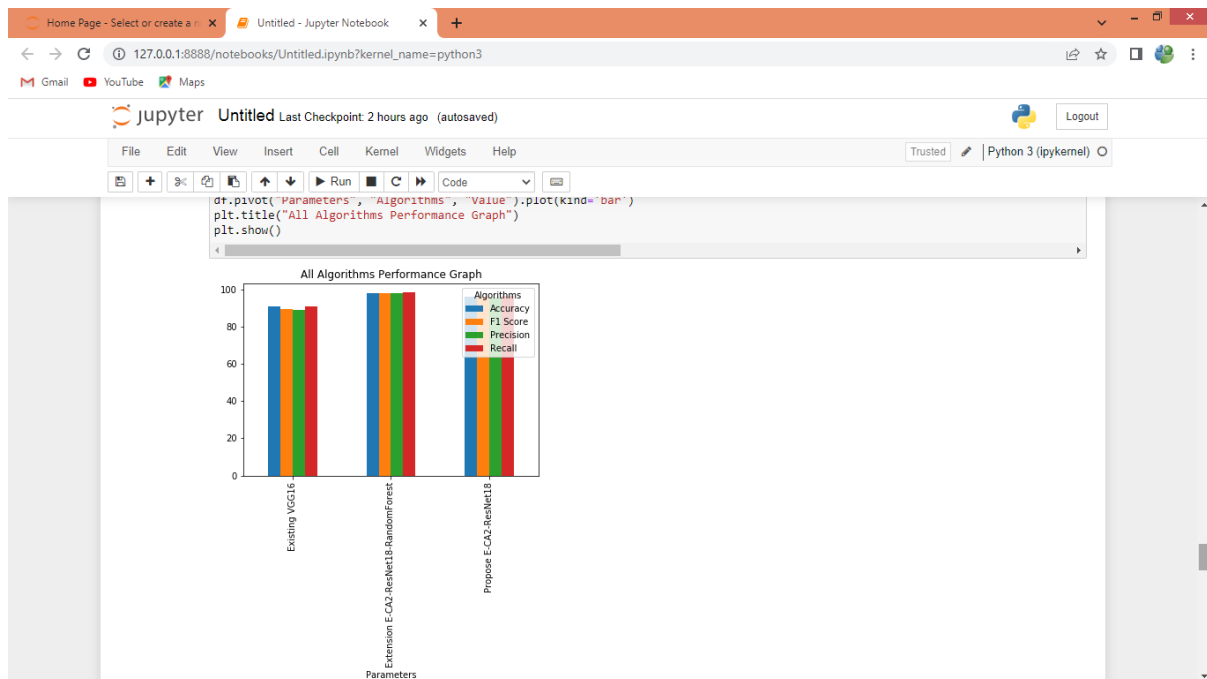 Home Page - Select or create a n
Untitled - Jupyter Notebook
127.0.0.1:8888/notebooks/Untitled.ipynb?kernel_name=python3
Gmail YouTube Maps
jupyter Untitled Last Checkpoint: 2 hours ago (autosaved)
Logout
File Edit View Insert Cell Kernel Widgets Help
Trusted Python 3 (ipykernel)
Run Code
df.pivot("Parameters", "Algorithms", "Value").plot(kind='bar')
plt.title("All Algorithms Performance Graph")
plt.show()
All Algorithms Performance Graph
100
80
60
40
20
0
Algorithms
Accuracy
F1 Score
Precision
Recall
Existing VGG16
Extension E-CA2-ResNet18-RandomForest
Propose E-CA2-ResNet18
Parameters